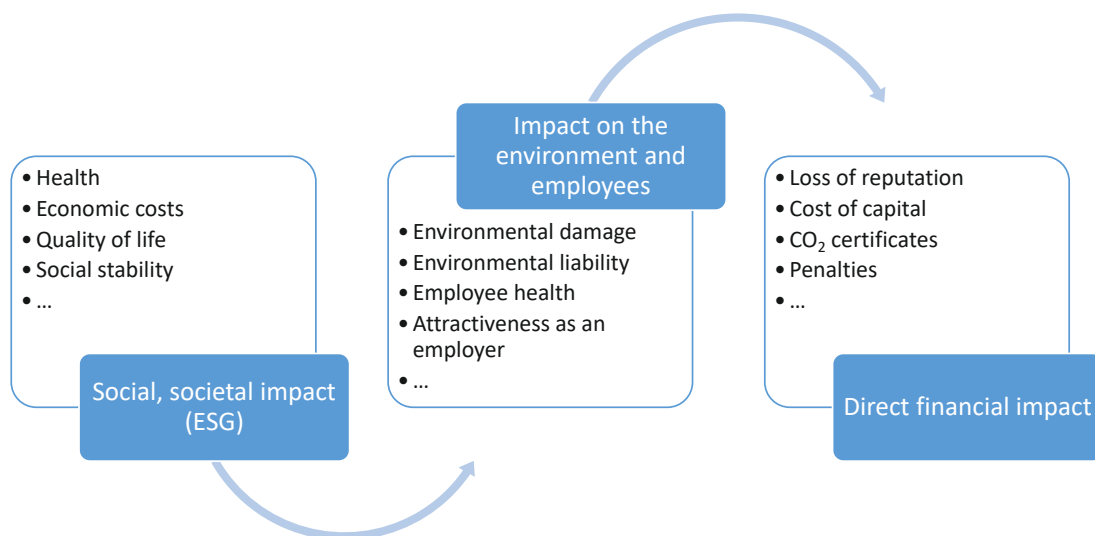 • Health
• Economic costs
• Quality of life
• Social stability
• ...
Social, societal impact
(ESG)
Impact on the
environment and
employees
• Environmental damage
• Environmental liability
• Employee health
• Attractiveness as an
employer
• ...
• Loss of reputation
• Cost of capital
• CO₂ certificates
• Penalties
• ...
Direct financial impact